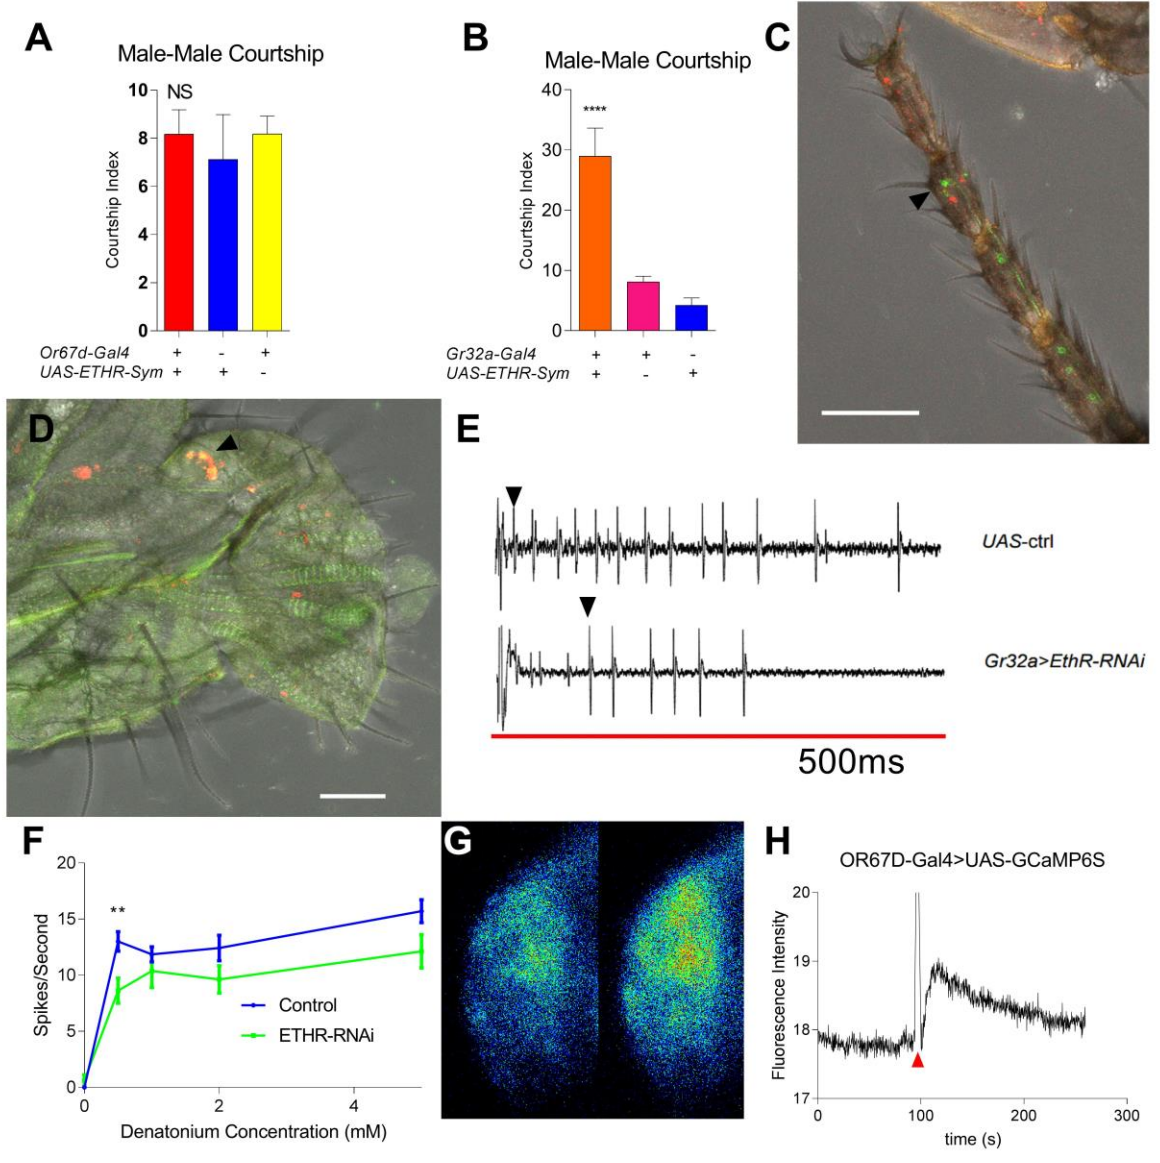 A
Male-Male Courtship
NS
10
8
6
4
2
0
Courtship Index
Or67d-Gal4 + - +
UAS-ETHR-Sym + + -
B
Male-Male Courtship
****
40
30
20
10
0
Courtship Index
Gr32a-Gal4 + + -
UAS-ETHR-Sym + - +
C
D
E
UAS-ctrl
Gr32a>EthR-RNAi
500ms
F
20
15
10
5
0
Spikes/Second
**
Control
ETHR-RNAi
0 2 4
Denatonium Concentration (mM)
G
H
OR67D-Gal4>UAS-GCaMP6S
20
19
18
17
Fluorescence Intensity
0 100 200 300
time (s)